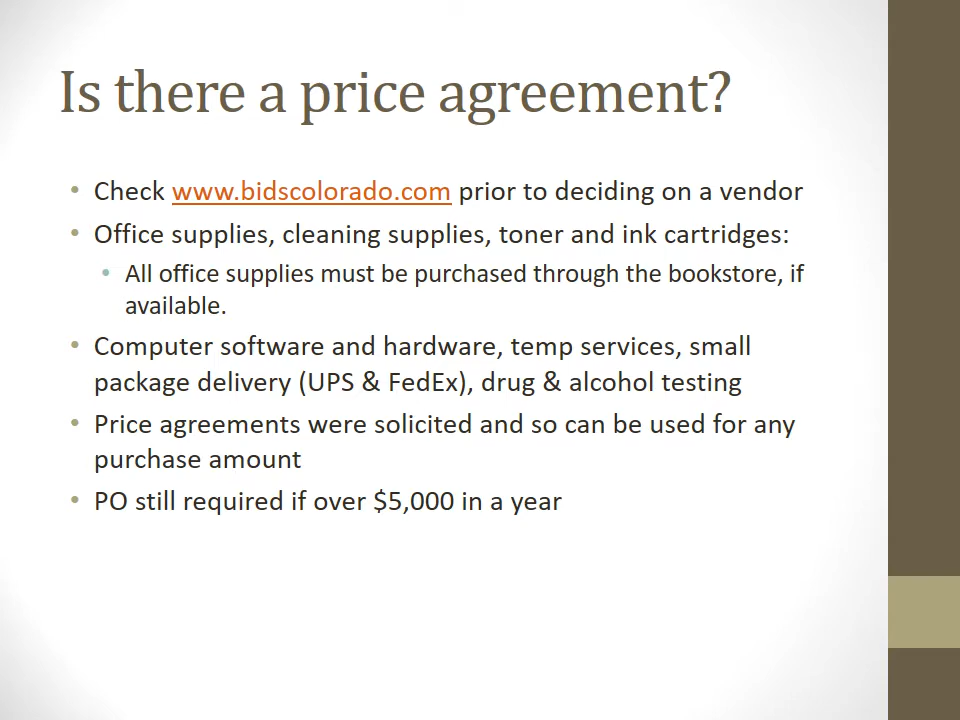 Is there a price agreement?
• Check www.bidscolorado.com prior to deciding on a vendor
• Office supplies, cleaning supplies, toner and ink cartridges:
• All office supplies must be purchased through the bookstore, if
available.
• Computer software and hardware, temp services, small
package delivery (UPS & FedEx), drug & alcohol testing
• Price agreements were solicited and so can be used for any
purchase amount
• PO still required if over $5,000 in a year